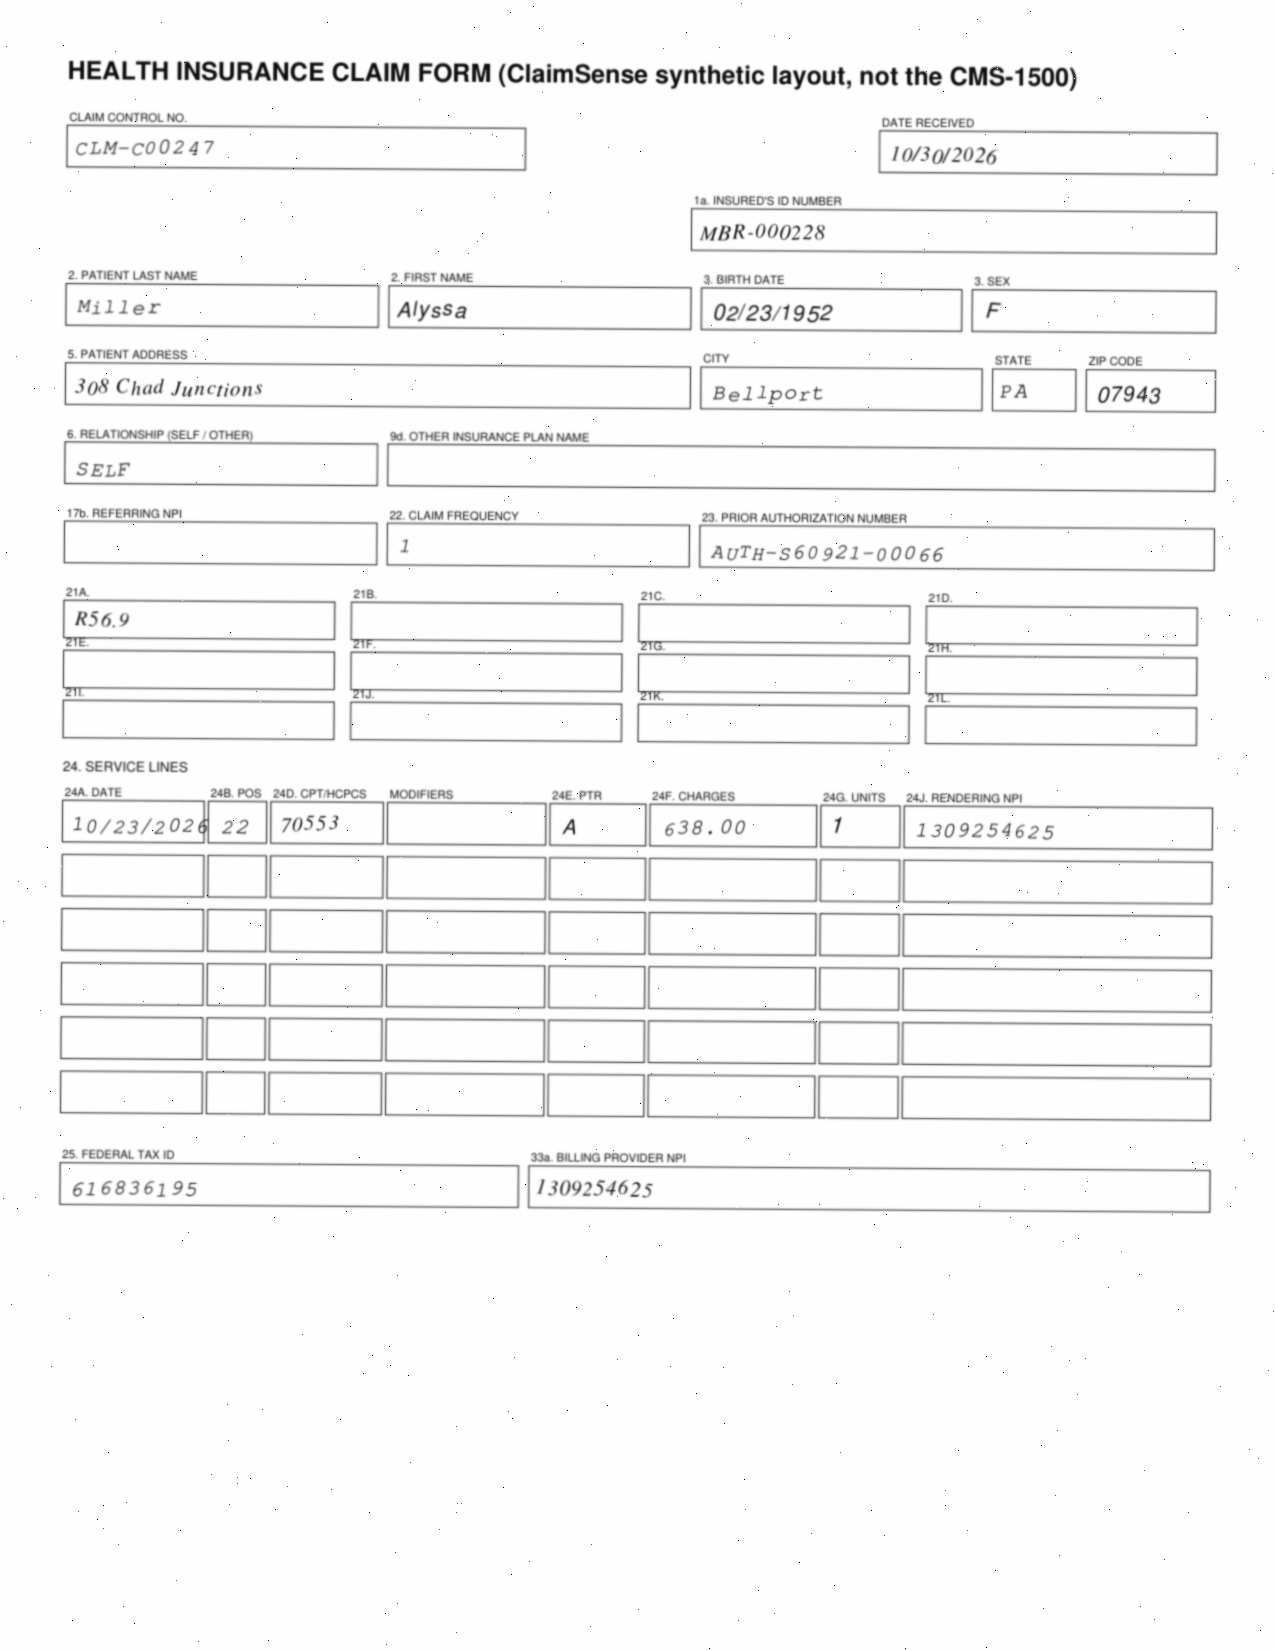 HEALTH INSURANCE CLAIM FORM (ClaimSense synthetic layout, not the CMS-1500)
CLAIM CONTROL NO. DATE RECEIVED
CLM-C00247 10/30/2026
1a. INSURED'S ID NUMBER
MBR-000228
2. PATIENT LAST NAME 2. FIRST NAME 3. BIRTH DATE 3. SEX
Miller Alyssa 02/23/1952 F
5. PATIENT ADDRESS CITY STATE ZIP CODE
308 Chad Junctions Bellport PA 07943
6. RELATIONSHIP (SELF / OTHER) 9d. OTHER INSURANCE PLAN NAME
SELF
17b. REFERRING NPI 22. CLAIM FREQUENCY 23. PRIOR AUTHORIZATION NUMBER
1 AUTH-S60921-00066
21A. 21B. 21C. 21D.
R56.9
21E. 21F. 21G. 21H.
21I. 21J. 21K. 21L.
24. SERVICE LINES
24A. DATE 24B. POS 24D. CPT/HCPCS MODIFIERS 24E. PTR 24F. CHARGES 24G. UNITS 24J. RENDERING NPI
10/23/2026 22 70553 A 638.00 1 1309254625
25. FEDERAL TAX ID 33a. BILLING PROVIDER NPI
616836195 1309254625